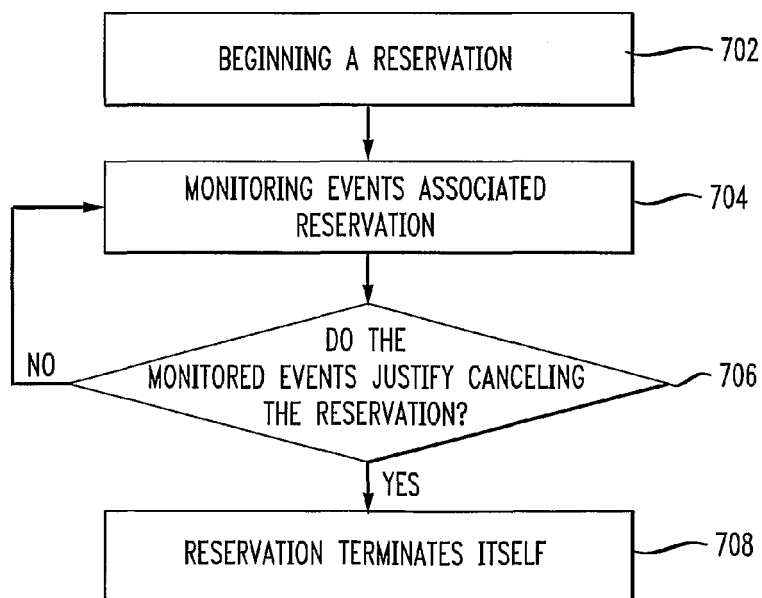 BEGINNING A RESERVATION
702
MONITORING EVENTS ASSOCIATED
RESERVATION
704
DO THE
MONITORED EVENTS JUSTIFY CANCELING
THE RESERVATION?
706
NO
YES
RESERVATION TERMINATES ITSELF
708